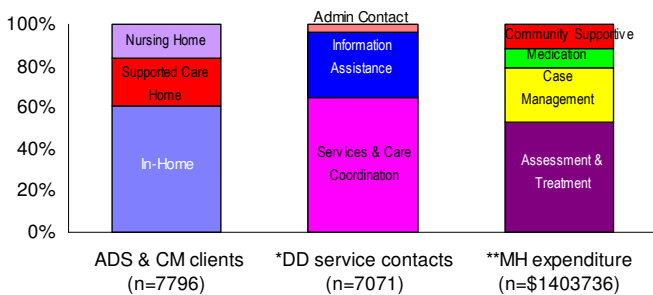 100%
80%
60%
40%
20%
0%
Nursing Home
Supported Care
Home
In-Home
Admin Contact
Information
Assistance
Services & Care
Coordination
Community Supportive
Medication
Case
Management
Assessment &
Treatment
ADS & CM clients
(n=7796)
*DD service contacts
(n=7071)
**MH expenditure
(n=$1403736)